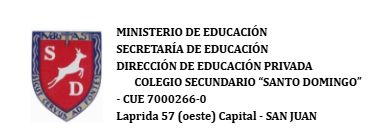 MINISTERIO DE EDUCACIÓN
SECRETARÍA DE EDUCACIÓN
DIRECCIÓN DE EDUCACIÓN PRIVADA
COLEGIO SECUNDARIO “SANTO DOMINGO”
- CUE 7000266-0
Laprida 57 (oeste) Capital - SAN JUAN
S
D